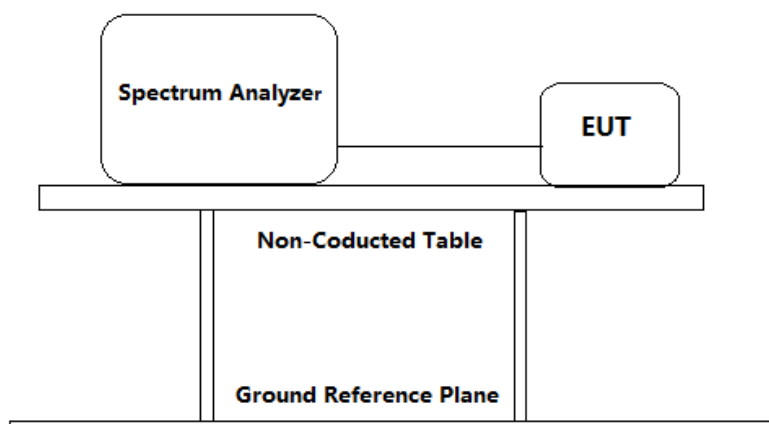 Spectrum Analyzer
EUT
Non-Coducted Table
Ground Reference Plane